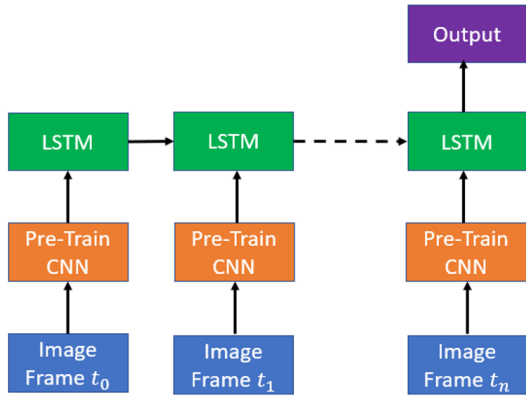 Output
LSTM
LSTM
LSTM
Pre-Train
CNN
Pre-Train
CNN
Pre-Train
CNN
Image
Frame t₀
Image
Frame t₁
Image
Frame tₙ